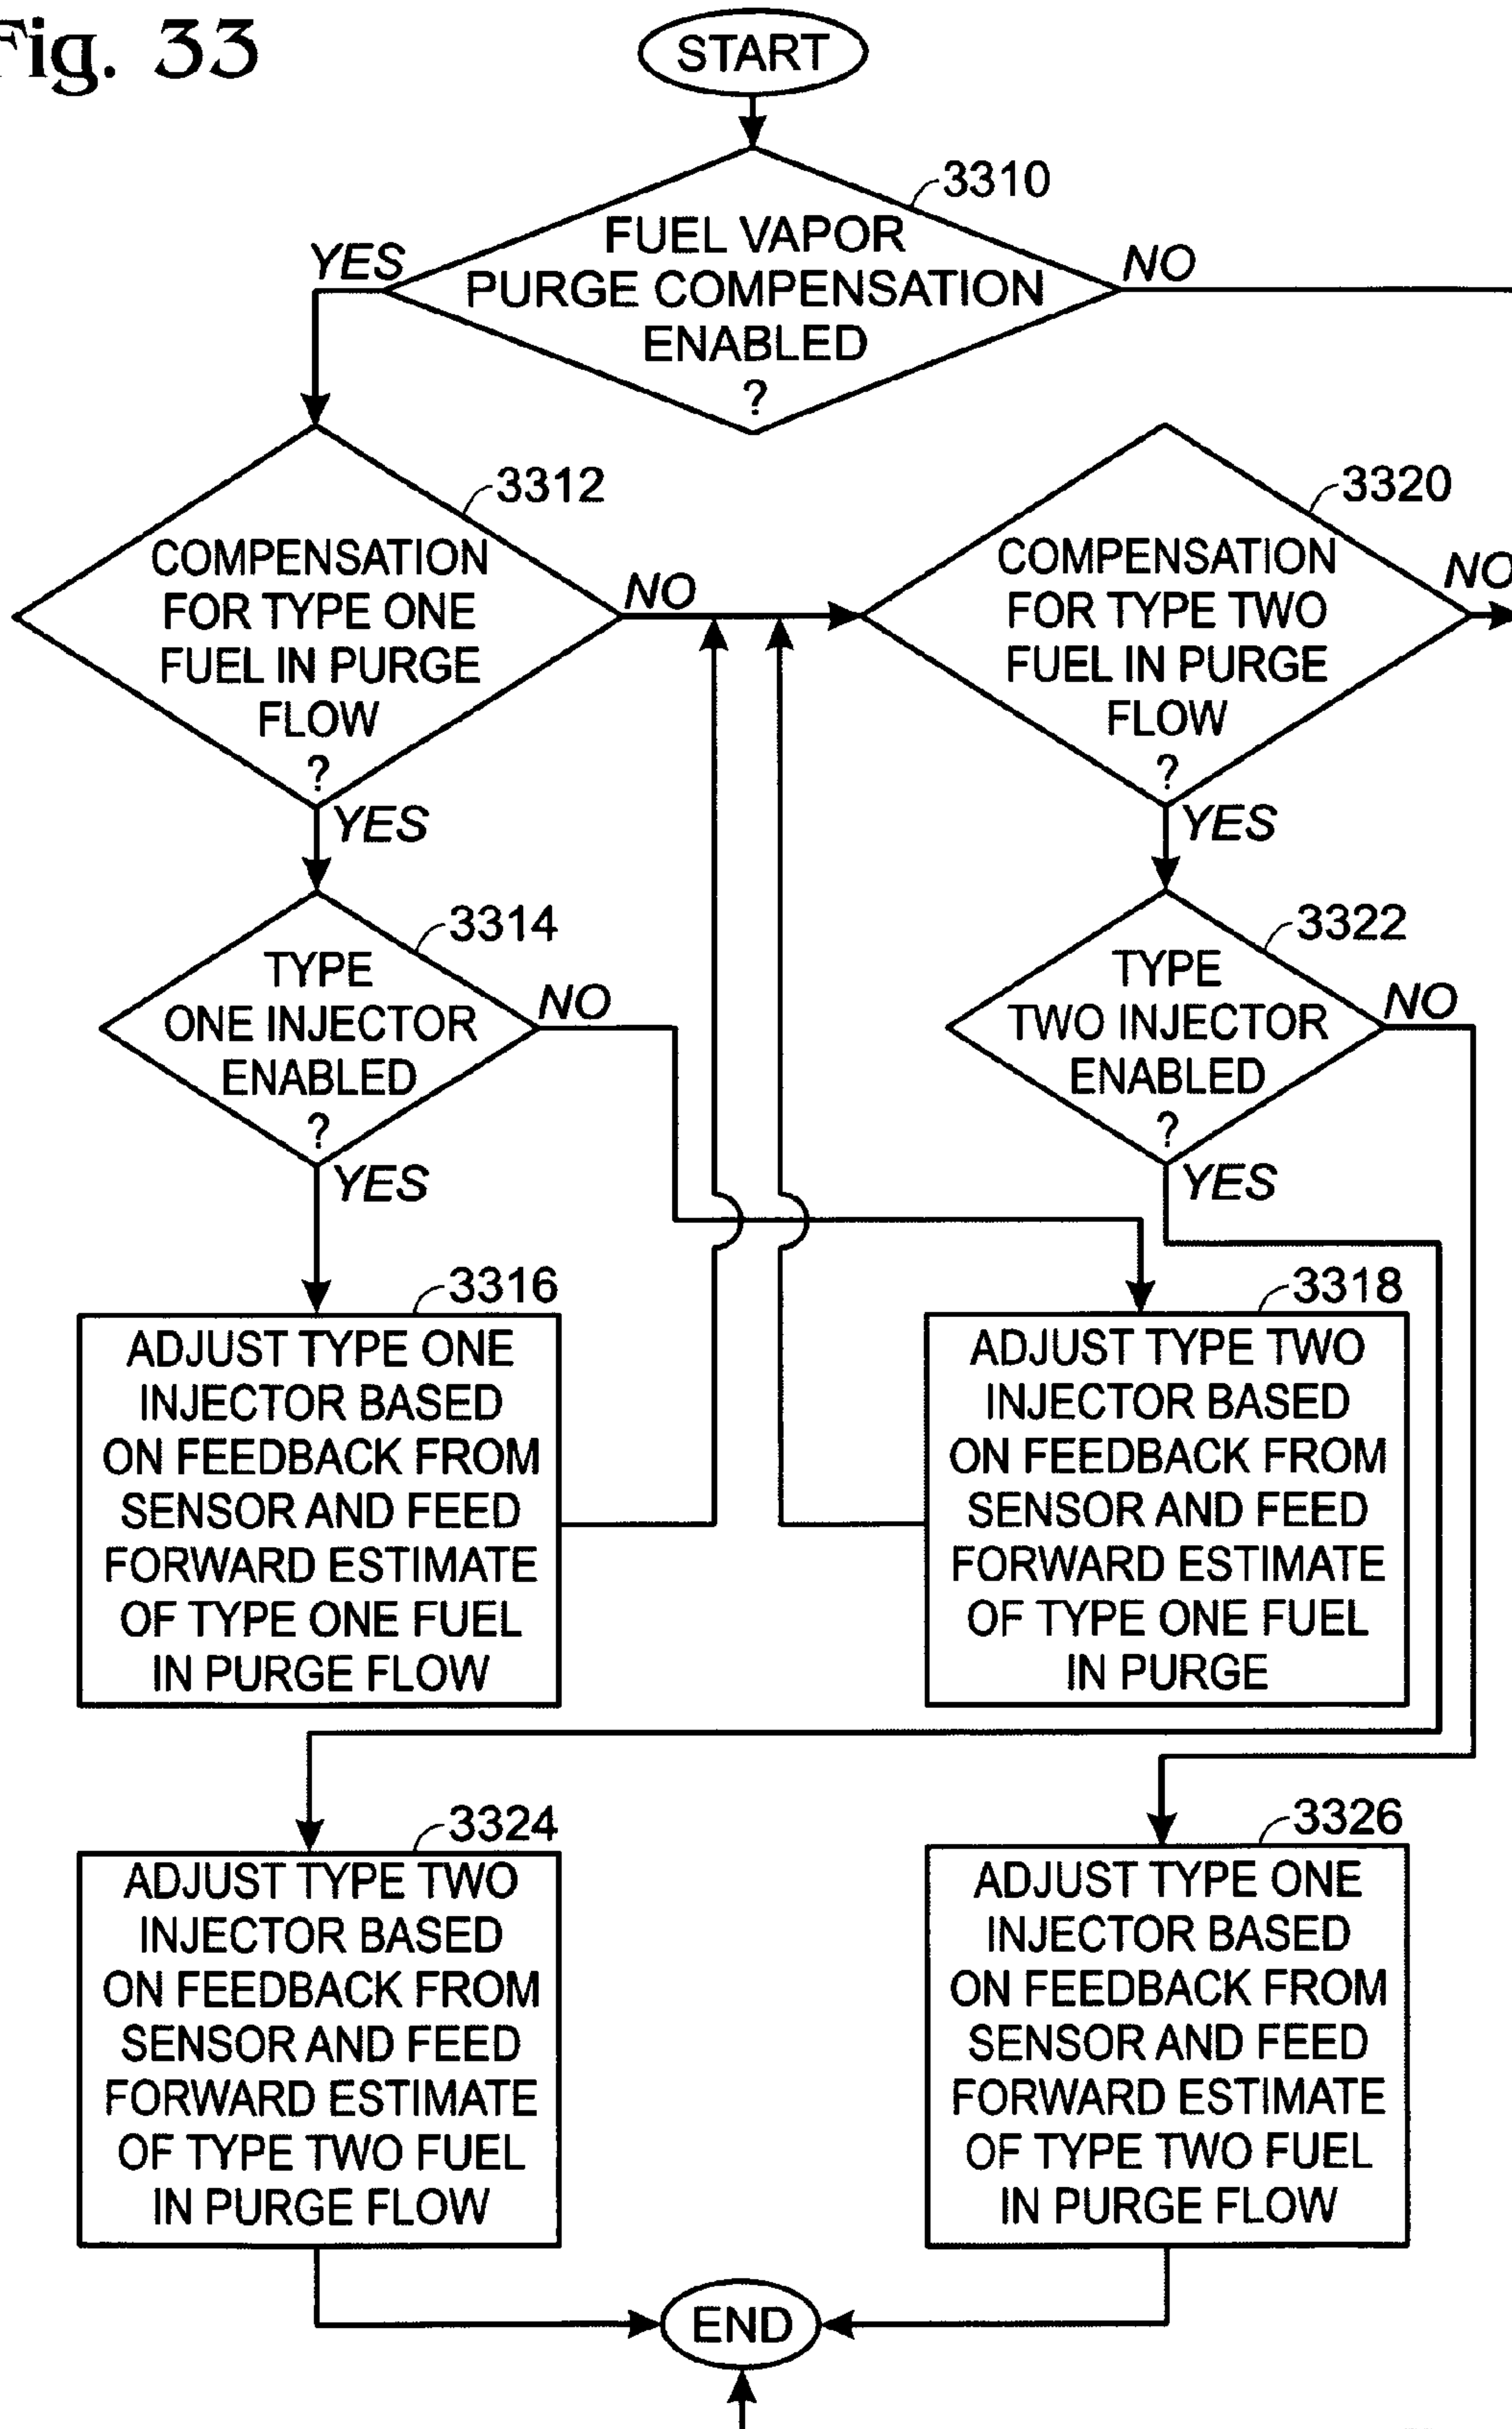 Fig. 33
START
3310
FUEL VAPOR
PURGE COMPENSATION
ENABLED
?
YES
NO
3312
COMPENSATION
FOR TYPE ONE
FUEL IN PURGE
FLOW
?
NO
YES
3320
COMPENSATION
FOR TYPE TWO
FUEL IN PURGE
FLOW
?
NO
YES
3314
TYPE
ONE INJECTOR
ENABLED
?
NO
YES
3322
TYPE
TWO INJECTOR
ENABLED
?
NO
YES
3316
ADJUST TYPE ONE
INJECTOR BASED
ON FEEDBACK FROM
SENSOR AND FEED
FORWARD ESTIMATE
OF TYPE ONE FUEL
IN PURGE FLOW
3318
ADJUST TYPE TWO
INJECTOR BASED
ON FEEDBACK FROM
SENSOR AND FEED
FORWARD ESTIMATE
OF TYPE ONE FUEL
IN PURGE
3324
ADJUST TYPE TWO
INJECTOR BASED
ON FEEDBACK FROM
SENSOR AND FEED
FORWARD ESTIMATE
OF TYPE TWO FUEL
IN PURGE FLOW
3326
ADJUST TYPE ONE
INJECTOR BASED
ON FEEDBACK FROM
SENSOR AND FEED
FORWARD ESTIMATE
OF TYPE TWO FUEL
IN PURGE FLOW
END